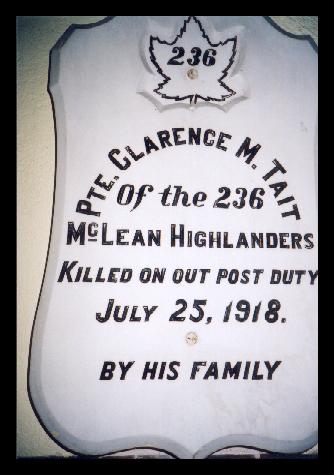 236
PTE. CLARENCE M. TAIT
Of the 236
McLEAN HIGHLANDERS
KILLED ON OUT POST DUTY
JULY 25, 1918.
BY HIS FAMILY